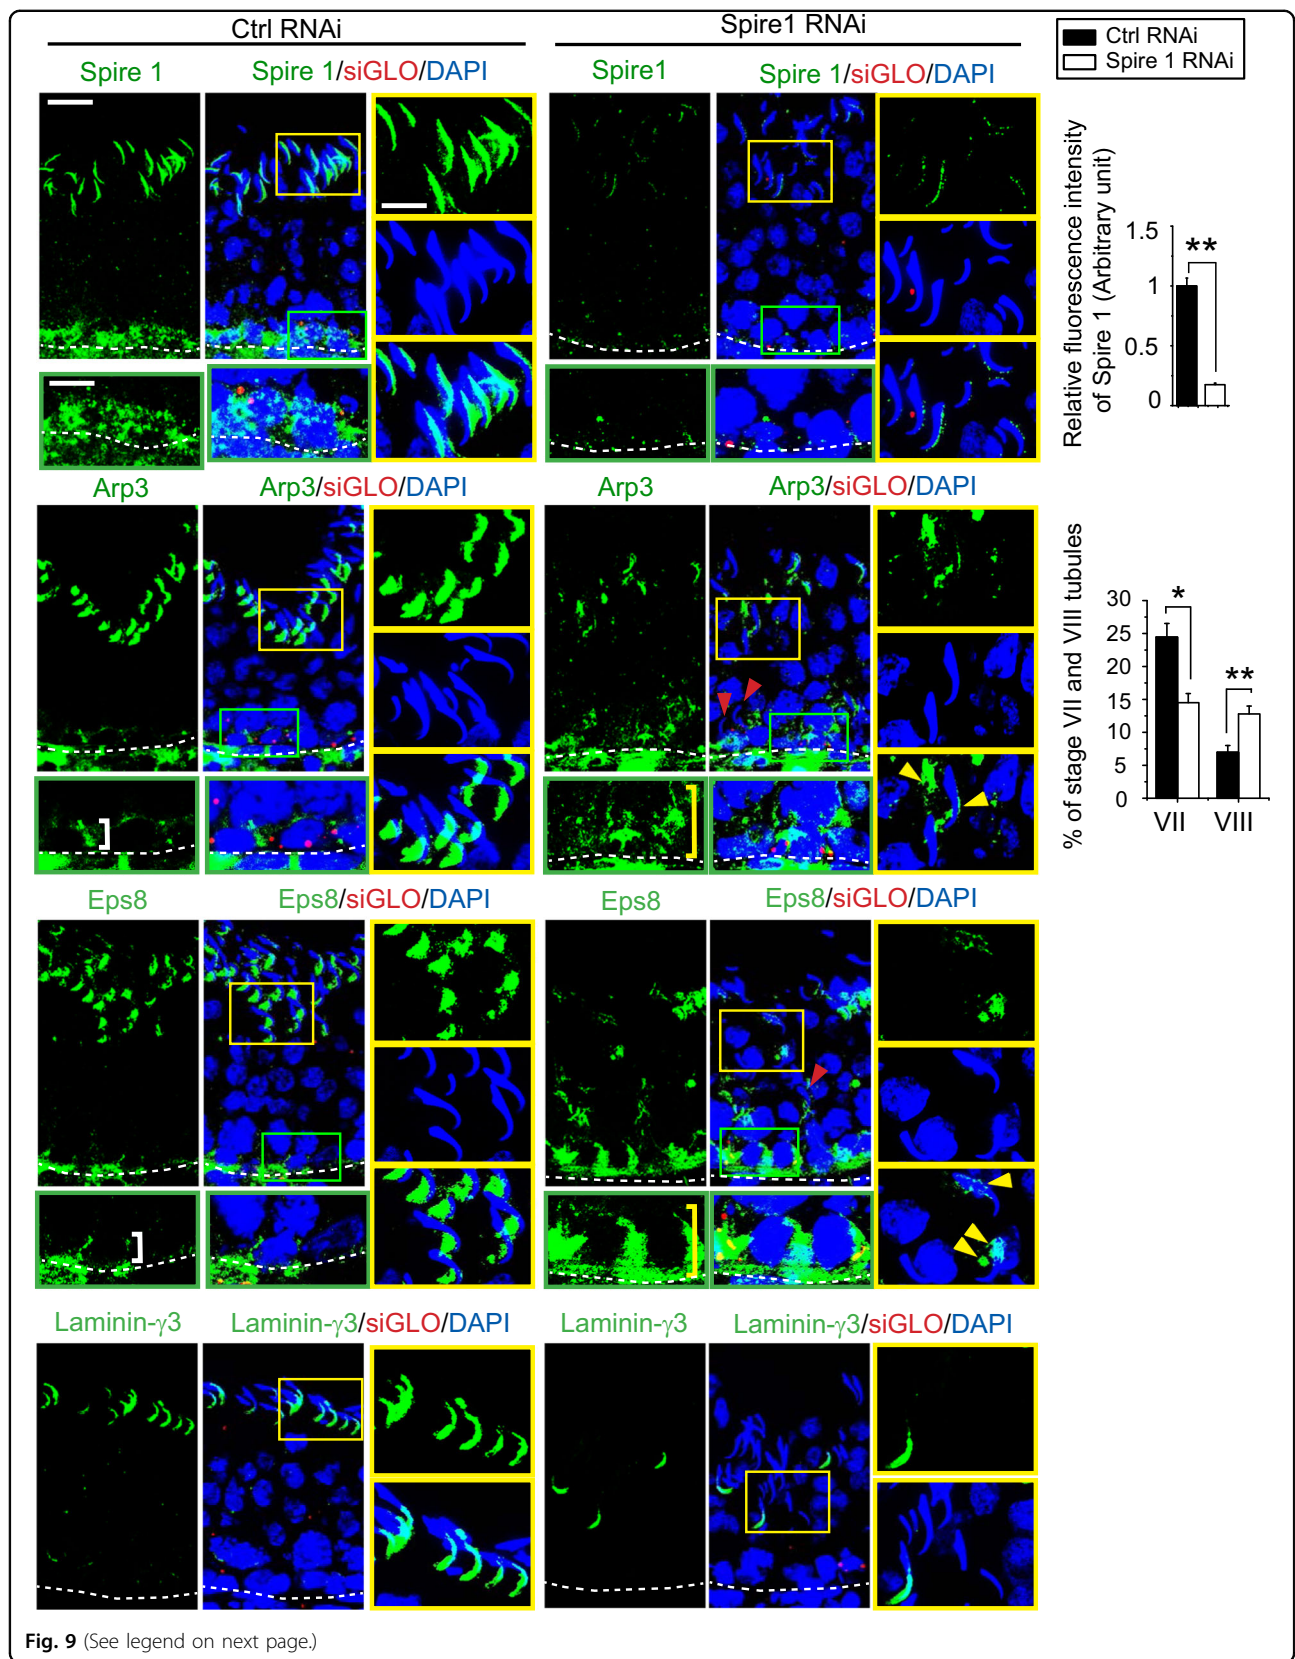 Ctrl RNAi
Spire1 RNAi
Ctrl RNAi
Spire 1 RNAi
Spire 1
Spire 1/siGLO/DAPI
Spire1
Spire 1/siGLO/DAPI
Relative fluorescence intensity
of Spire 1 (Arbitrary unit)
1.5
1
0.5
0
**
Arp3
Arp3/siGLO/DAPI
Arp3
Arp3/siGLO/DAPI
% of stage VII and VIII tubules
30
25
20
15
10
5
0
*
**
VII
VIII
Eps8
Eps8/siGLO/DAPI
Eps8
Eps8/siGLO/DAPI
Laminin-γ3
Laminin-γ3/siGLO/DAPI
Laminin-γ3
Laminin-γ3/siGLO/DAPI
Fig. 9 (See legend on next page.)